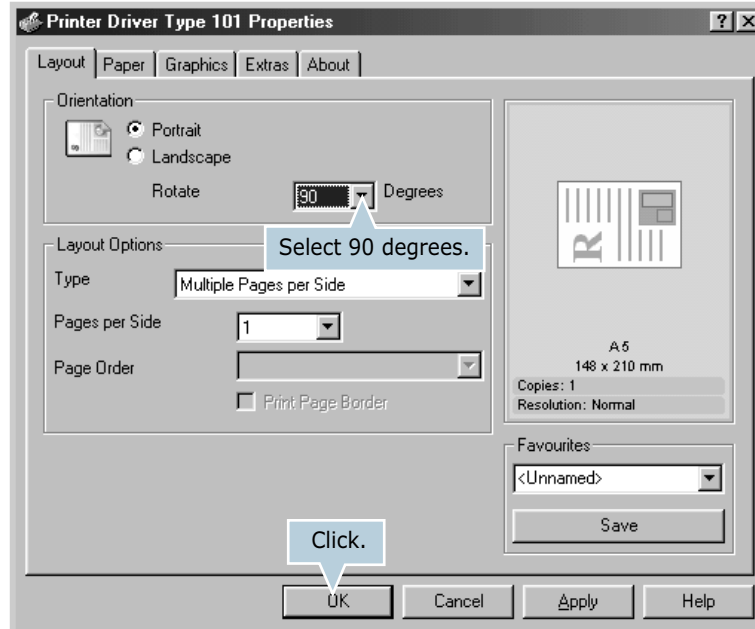 Printer Driver Type 101 Properties
Layout Paper Graphics Extras About
Orientation
Portrait
Landscape
Rotate 90 Degrees
Select 90 degrees.
Layout Options
Type Multiple Pages per Side
Pages per Side 1
Page Order
Print Page Border
R
A5
148 x 210 mm
Copies: 1
Resolution: Normal
Favourites
<Unnamed>
Save
Click.
OK Cancel Apply Help